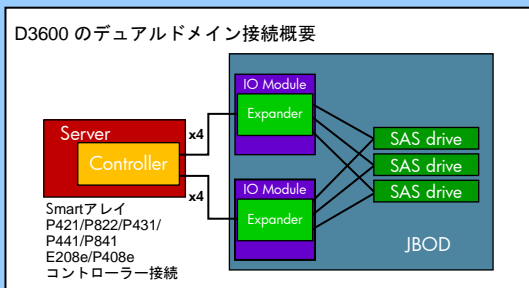 D3600 のデュアルドメイン接続概要
IO Module
Expander
x4
Server
Controller
x4
SAS drive
SAS drive
SAS drive
IO Module
Expander
JBOD
Smartアレイ
P421/P822/P431/
P441/P841
E208e/P408e
コントローラー接続